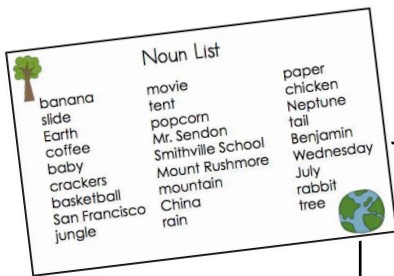 Noun List
banana
slide
Earth
coffee
baby
crackers
basketball
San Francisco
jungle
movie
tent
popcorn
Mr. Sendon
Smithville School
Mount Rushmore
mountain
China
rain
paper
chicken
Neptune
tail
Benjamin
Wednesday
July
rabbit
tree